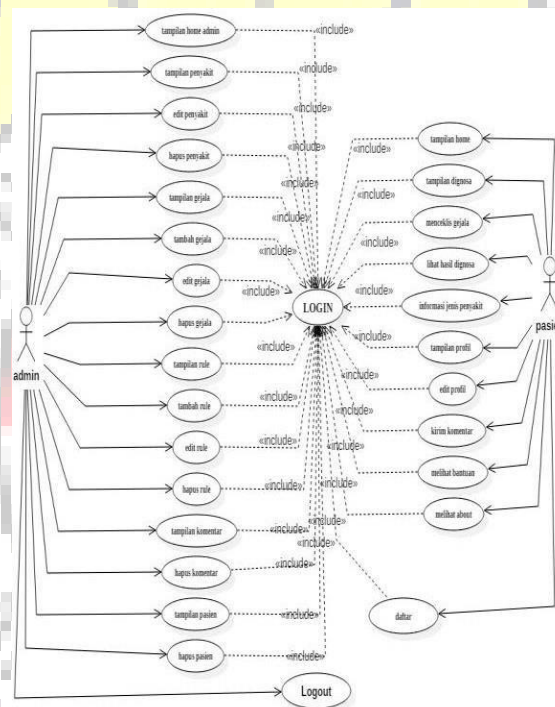 tampilan home admin
«include»
tampilan penyakit
«include»
edit penyakit
«include»
hapus penyakit
«include»
tampilan gejala
«include»
tambah gejala
«include»
edit gejala
«include»
hapus gejala
«include»
tampilan rule
«include»
tambah rule
«include»
edit rule
«include»
hapus rule
«include»
tampilan komentar
«include»
hapus komentar
«include»
tampilan pasien
«include»
hapus pasien
«include»
admin
LOGIN
Logout
tampilan home
«include»
tampilan dignosa
«include»
menceklis gejala
«include»
lihat hasil dignosa
«include»
informasi jenis penyakit
«include»
tampilan profil
«include»
edit profil
«include»
kirim komentar
«include»
melihat bantuan
«include»
melihat about
«include»
daftar
«include»
pasie